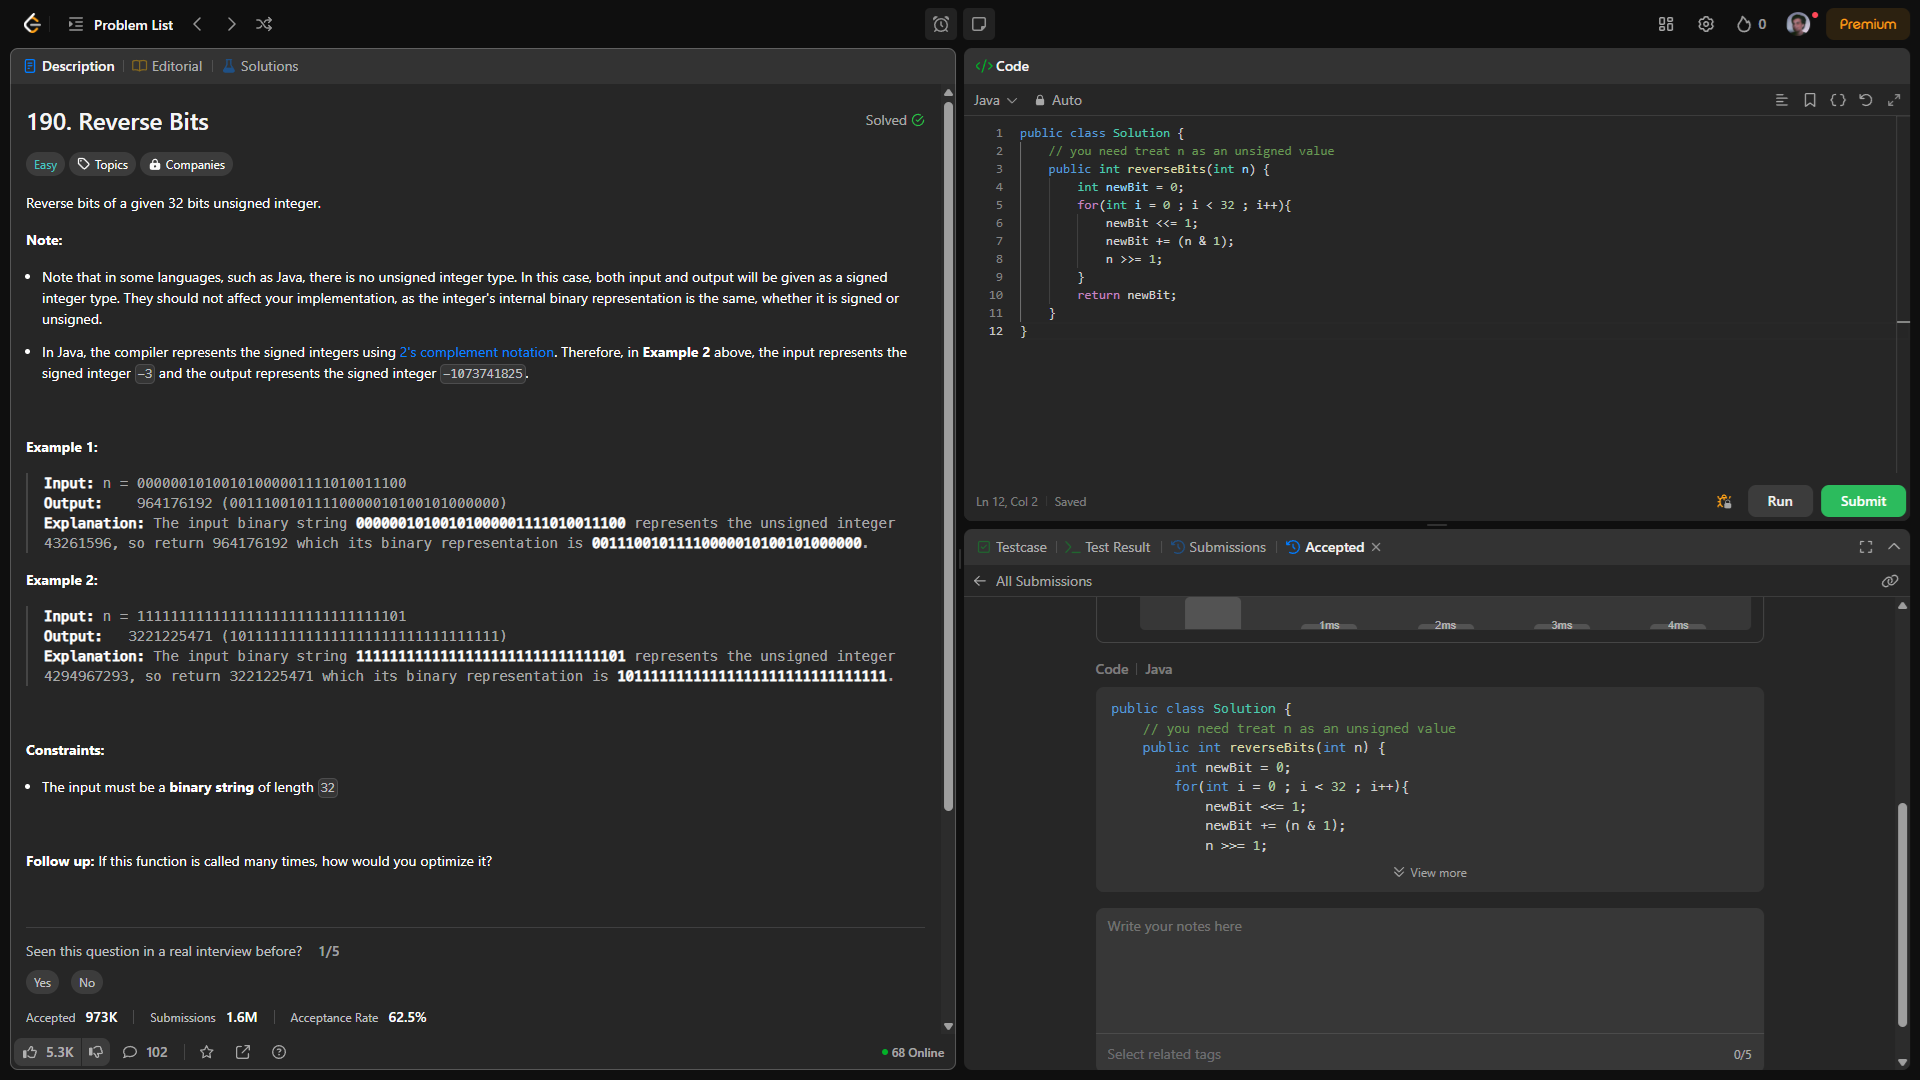 Problem List
0
Premium
Description
Editorial
Solutions
190. Reverse Bits
Solved
Easy
Topics
Companies
Reverse bits of a given 32 bits unsigned integer.
Note:
Note that in some languages, such as Java, there is no unsigned integer type. In this case, both input and output will be given as a signed
integer type. They should not affect your implementation, as the integer's internal binary representation is the same, whether it is signed or
unsigned.
In Java, the compiler represents the signed integers using 2's complement notation. Therefore, in Example 2 above, the input represents the
signed integer -3 and the output represents the signed integer -1073741825.
Example 1:
Input: n = 00000010100101000001111010011100
Output:    964176192 (00111001011110000010100101000000)
Explanation: The input binary string 00000010100101000001111010011100 represents the unsigned integer
43261596, so return 964176192 which its binary representation is 00111001011110000010100101000000.
Example 2:
Input: n = 11111111111111111111111111111101
Output:   3221225471 (10111111111111111111111111111111)
Explanation: The input binary string 11111111111111111111111111111101 represents the unsigned integer
4294967293, so return 3221225471 which its binary representation is 10111111111111111111111111111111.
Constraints:
The input must be a binary string of length 32
Follow up: If this function is called many times, how would you optimize it?
Seen this question in a real interview before? 1/5
Yes
No
Accepted 973K
Submissions 1.6M
Acceptance Rate 62.5%
5.3K
102
68 Online
Code
Java
Auto
1 public class Solution {
2 // you need treat n as an unsigned value
3 public int reverseBits(int n) {
4 int newBit = 0;
5 for(int i = 0 ; i < 32 ; i++){
6 newBit <<= 1;
7 newBit += (n & 1);
8 n >>= 1;
9 }
10 return newBit;
11 }
12 }
Ln 12, Col 2
Saved
Run
Submit
Testcase
Test Result
Submissions
Accepted
All Submissions
1ms
2ms
3ms
4ms
Code
Java
public class Solution {
// you need treat n as an unsigned value
public int reverseBits(int n) {
int newBit = 0;
for(int i = 0 ; i < 32 ; i++){
newBit <<= 1;
newBit += (n & 1);
n >>= 1;
View more
Write your notes here
Select related tags
0/5